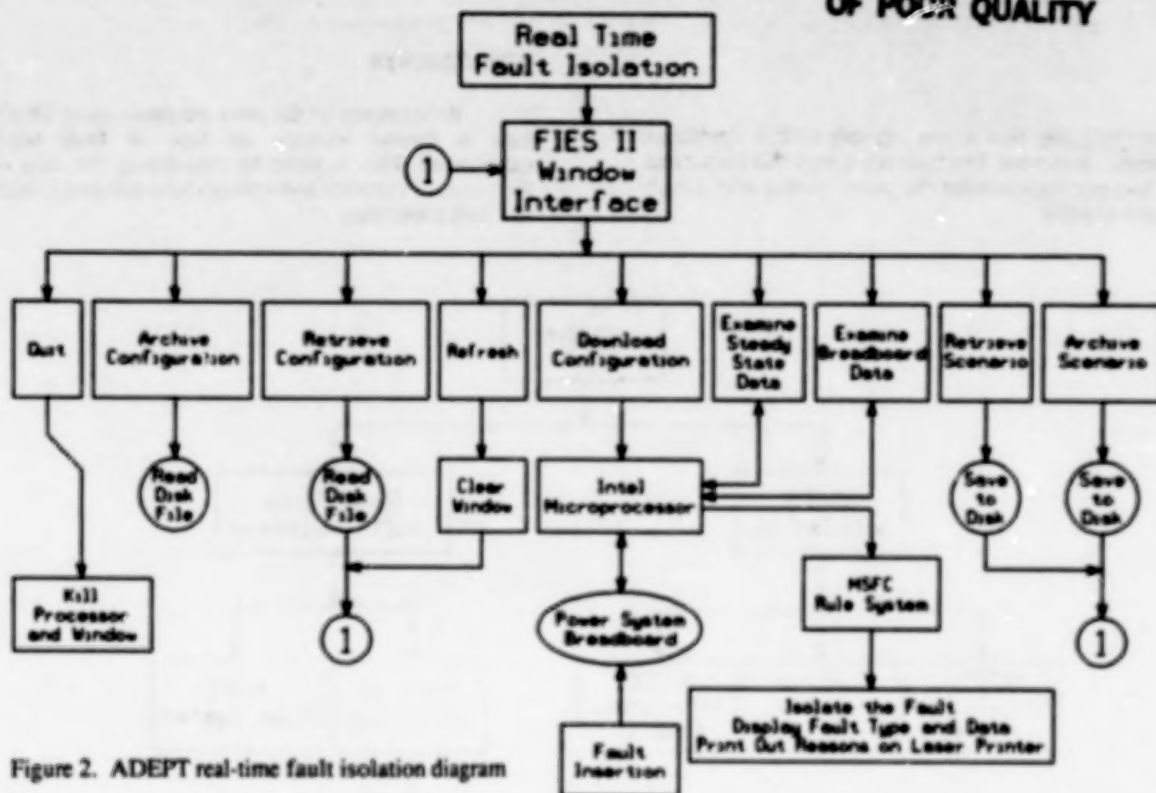 OF POOR QUALITY
Real Time
Fault Isolation
1
FIES II
Window
Interface
Quit
Archive
Configuration
Retrieve
Configuration
Refresh
Download
Configuration
Examine
Steady
State
Data
Examine
Breadboard
Data
Retrieve
Scenario
Archive
Scenario
Read
Disk
File
Read
Disk
File
Clear
Window
Intel
Microprocessor
Save
to
Disk
Save
to
Disk
Kill
Processor
and Window
1
Power System
Breadboard
MSFC
Rule System
1
Fault
Insertion
Isolate the Fault
Display Fault Type and Data
Print Out Reasons on Laser Printer
Figure 2. ADEPT real-time fault isolation diagram